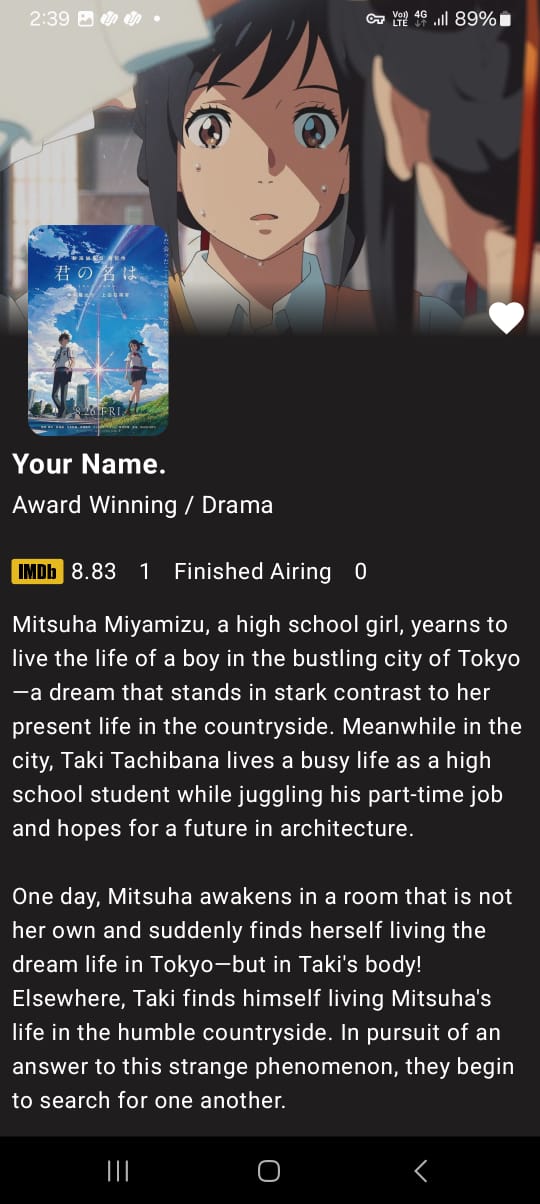 2:39
Vo)) LTE 4G 89%
君の名は
8.26 FRI.
Your Name.
Award Winning / Drama
IMDb 8.83 1 Finished Airing 0
Mitsuha Miyamizu, a high school girl, yearns to
live the life of a boy in the bustling city of Tokyo
—a dream that stands in stark contrast to her
present life in the countryside. Meanwhile in the
city, Taki Tachibana lives a busy life as a high
school student while juggling his part-time job
and hopes for a future in architecture.
One day, Mitsuha awakens in a room that is not
her own and suddenly finds herself living the
dream life in Tokyo—but in Taki's body!
Elsewhere, Taki finds himself living Mitsuha's
life in the humble countryside. In pursuit of an
answer to this strange phenomenon, they begin
to search for one another.